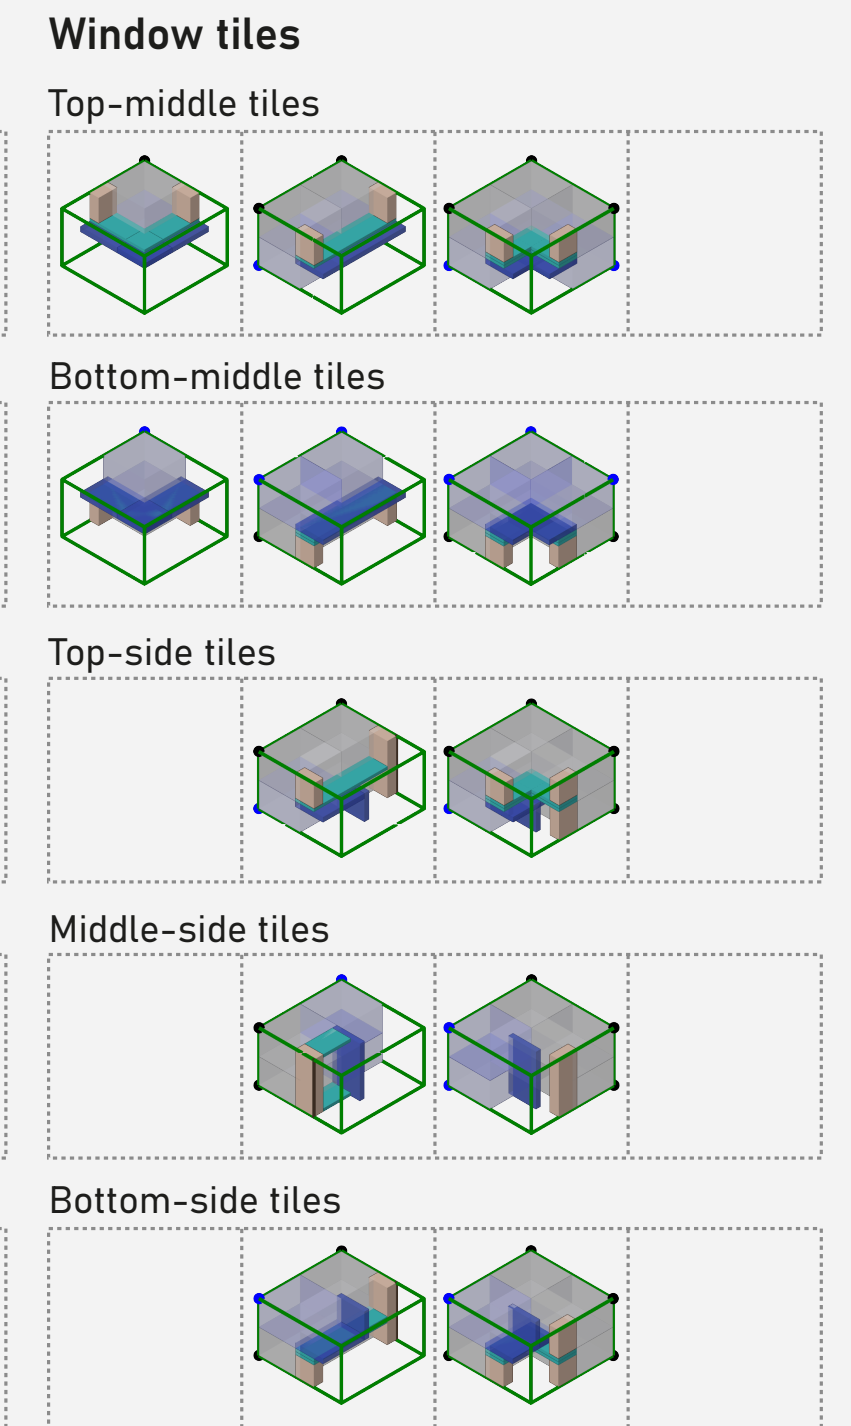 Window tiles
Top-middle tiles
Bottom-middle tiles
Top-side tiles
Middle-side tiles
Bottom-side tiles